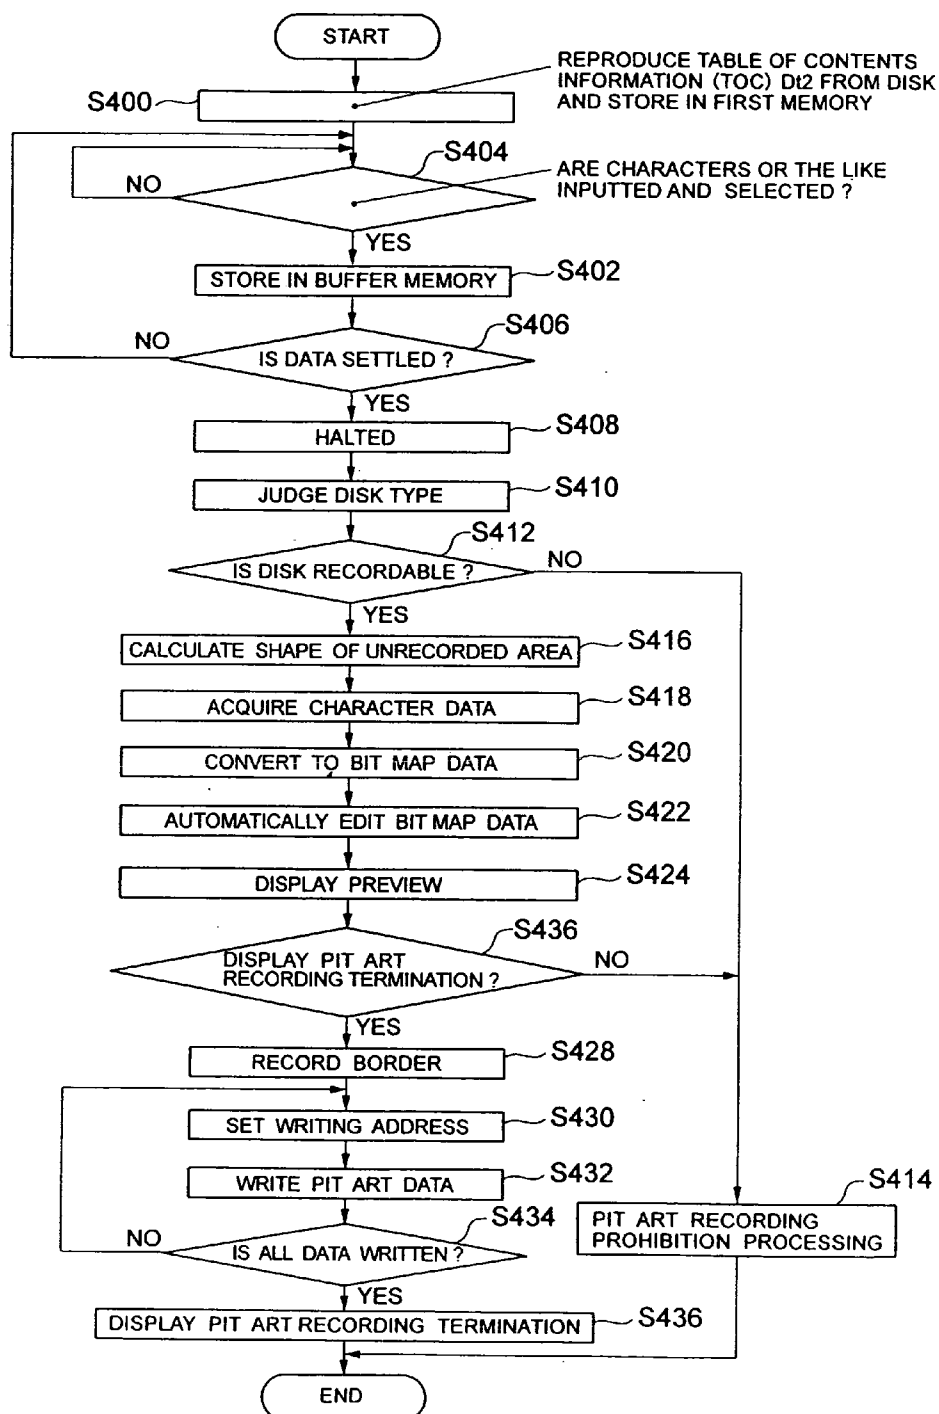 START
REPRODUCE TABLE OF CONTENTS
INFORMATION (TOC) Dt2 FROM DISK
AND STORE IN FIRST MEMORY
S400
S404
NO
ARE CHARACTERS OR THE LIKE
INPUTTED AND SELECTED ?
YES
STORE IN BUFFER MEMORY
S402
S406
NO
IS DATA SETTLED ?
YES
HALTED
S408
JUDGE DISK TYPE
S410
S412
IS DISK RECORDABLE ?
NO
YES
CALCULATE SHAPE OF UNRECORDED AREA
S416
ACQUIRE CHARACTER DATA
S418
CONVERT TO BIT MAP DATA
S420
AUTOMATICALLY EDIT BIT MAP DATA
S422
DISPLAY PREVIEW
S424
S436
DISPLAY PIT ART
RECORDING TERMINATION ?
NO
YES
RECORD BORDER
S428
SET WRITING ADDRESS
S430
WRITE PIT ART DATA
S432
S434
NO
IS ALL DATA WRITTEN ?
YES
S414
PIT ART RECORDING
PROHIBITION PROCESSING
DISPLAY PIT ART RECORDING TERMINATION
S436
END